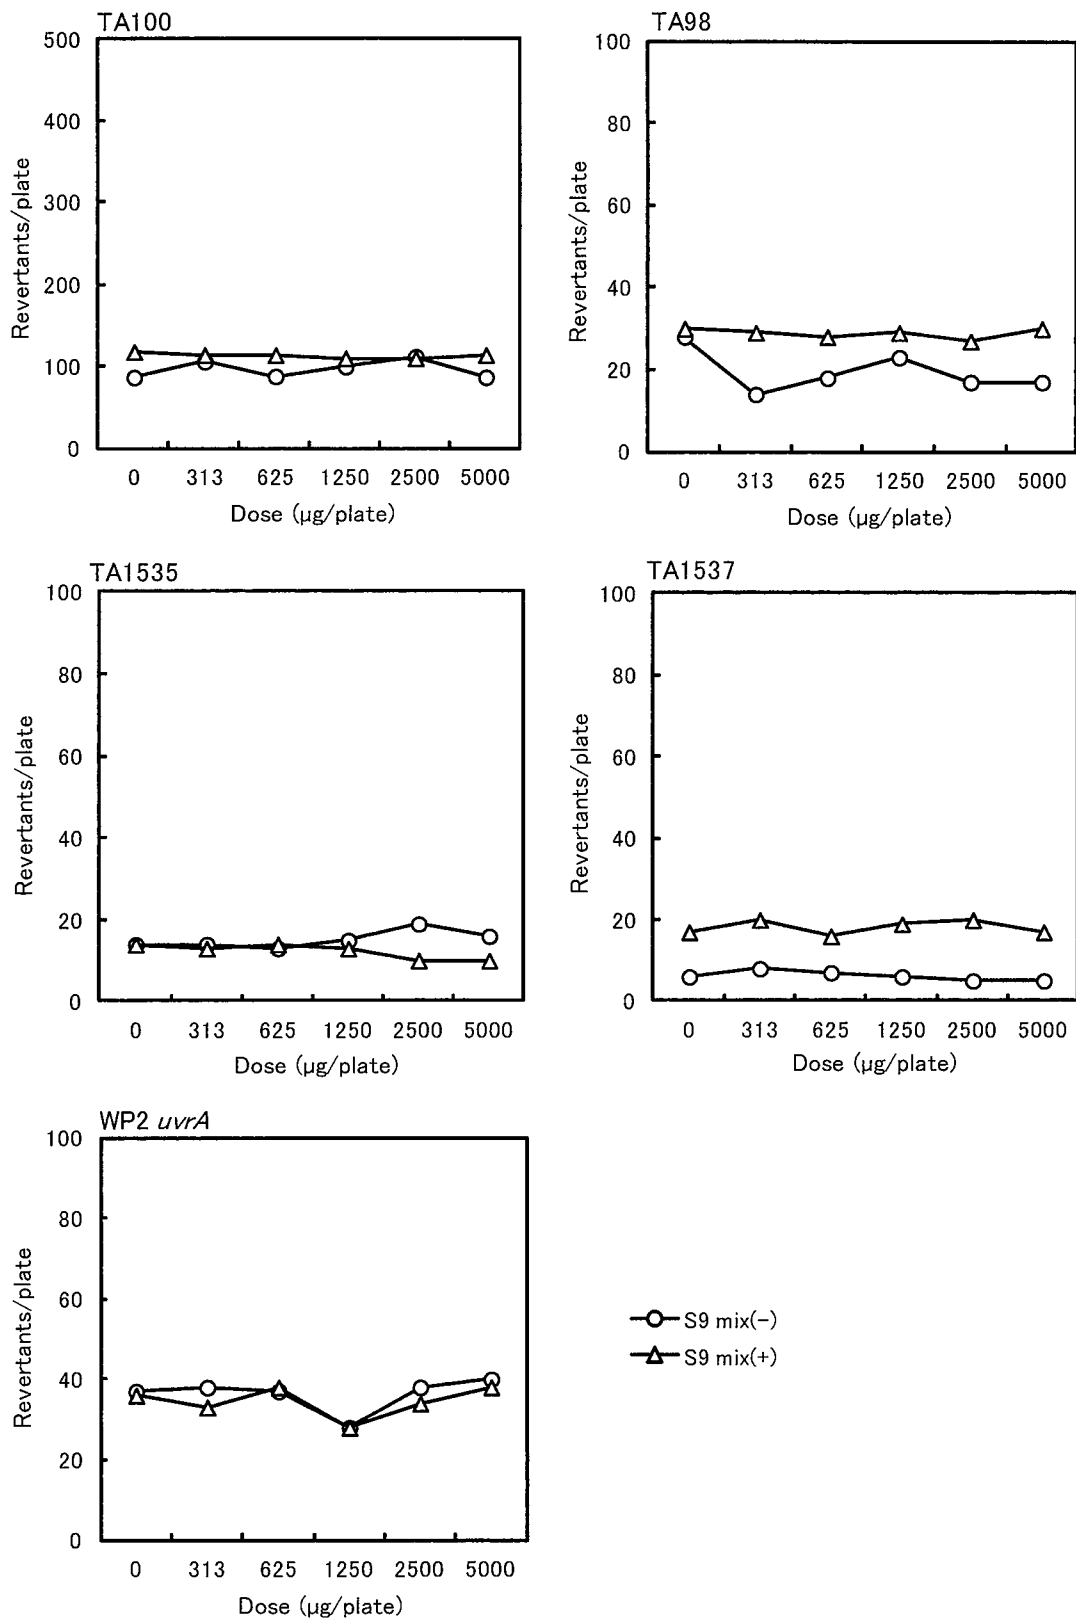 TA100
500
400
300
200
100
0
Revertants/plate
0 313 625 1250 2500 5000
Dose (µg/plate)
TA98
100
80
60
40
20
0
Revertants/plate
0 313 625 1250 2500 5000
Dose (µg/plate)
TA1535
100
80
60
40
20
0
Revertants/plate
0 313 625 1250 2500 5000
Dose (µg/plate)
TA1537
100
80
60
40
20
0
Revertants/plate
0 313 625 1250 2500 5000
Dose (µg/plate)
WP2 uvrA
100
80
60
40
20
0
Revertants/plate
0 313 625 1250 2500 5000
Dose (µg/plate)
S9 mix(-)
S9 mix(+)